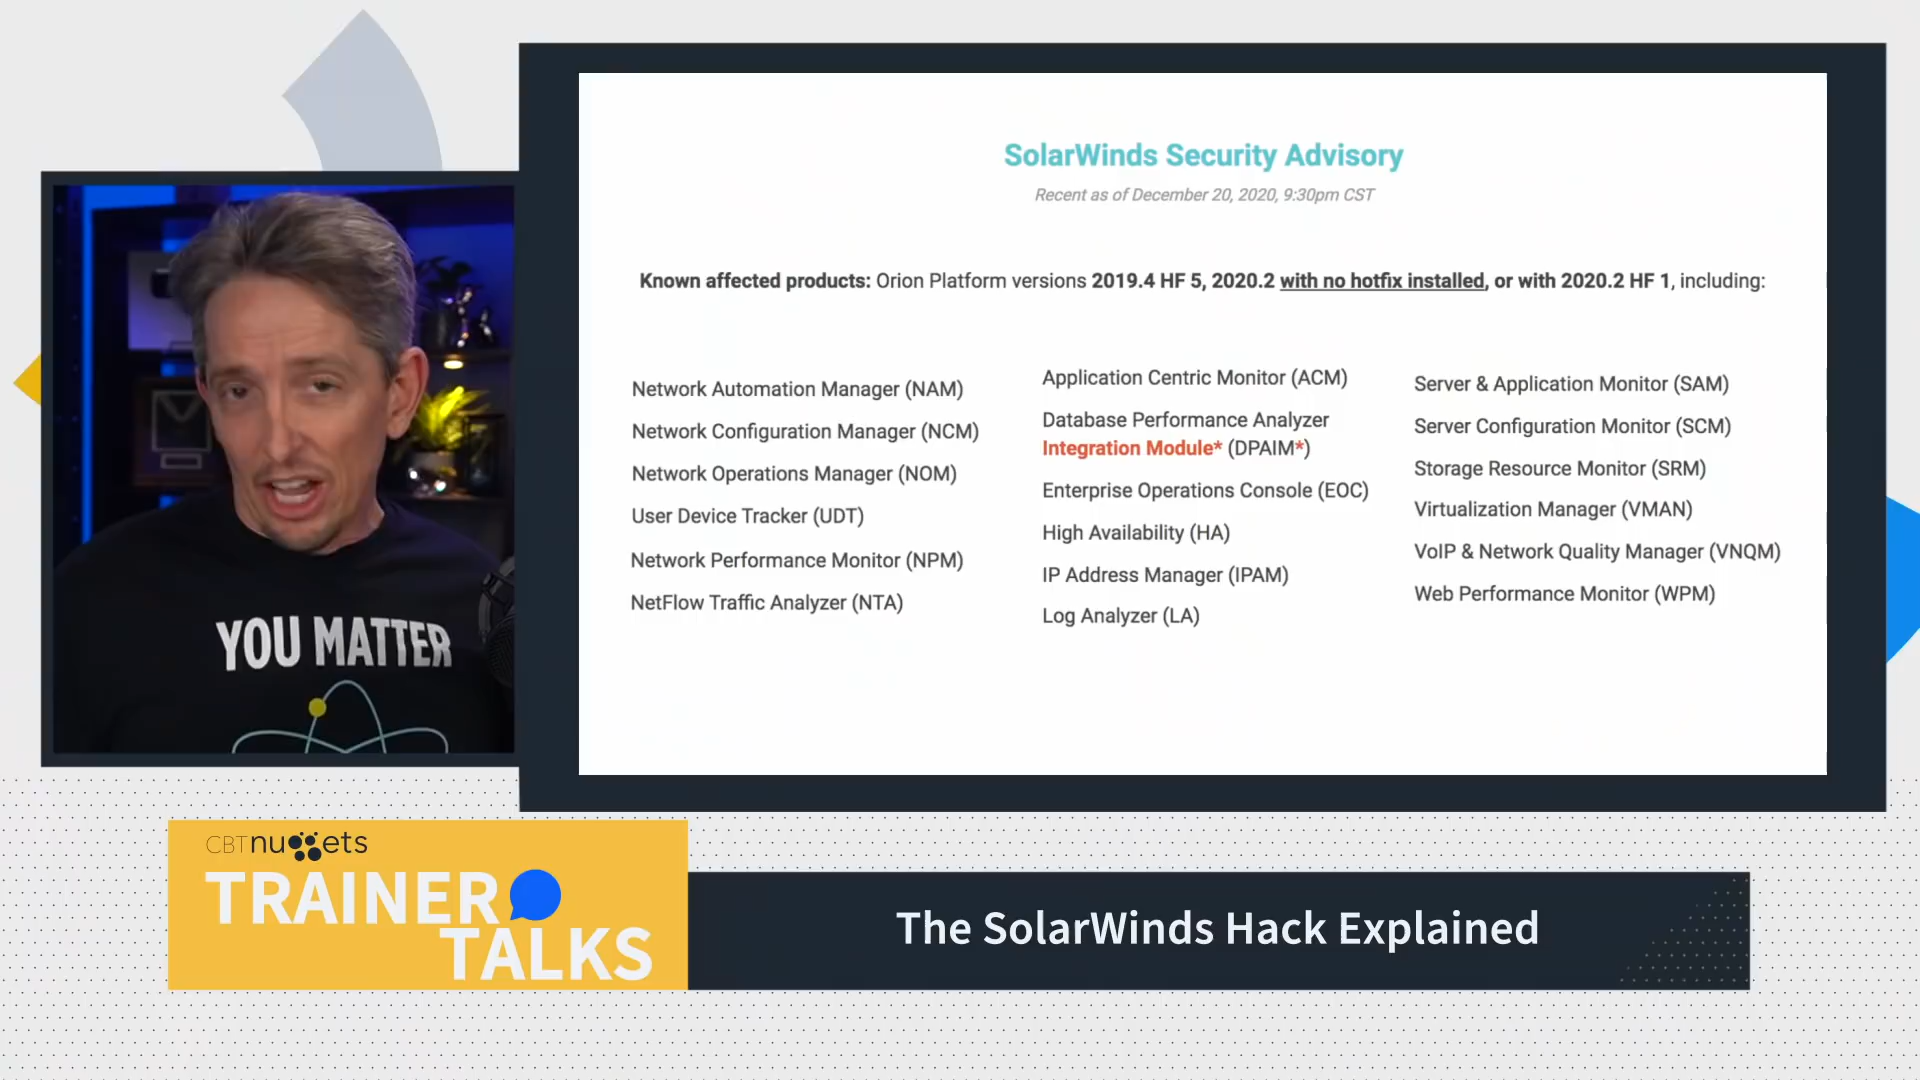 SolarWinds Security Advisory
Recent as of December 20, 2020, 9:30pm CST
Known affected products: Orion Platform versions 2019.4 HF 5, 2020.2 with no hotfix installed, or with 2020.2 HF 1, including:
Network Automation Manager (NAM)
Network Configuration Manager (NCM)
Network Operations Manager (NOM)
User Device Tracker (UDT)
Network Performance Monitor (NPM)
NetFlow Traffic Analyzer (NTA)
Application Centric Monitor (ACM)
Database Performance Analyzer
Integration Module* (DPAIM*)
Enterprise Operations Console (EOC)
High Availability (HA)
IP Address Manager (IPAM)
Log Analyzer (LA)
Server & Application Monitor (SAM)
Server Configuration Monitor (SCM)
Storage Resource Monitor (SRM)
Virtualization Manager (VMAN)
VoIP & Network Quality Manager (VNQM)
Web Performance Monitor (WPM)
YOU MATTER
CBTnuggets
TRAINER
TALKS
The SolarWinds Hack Explained